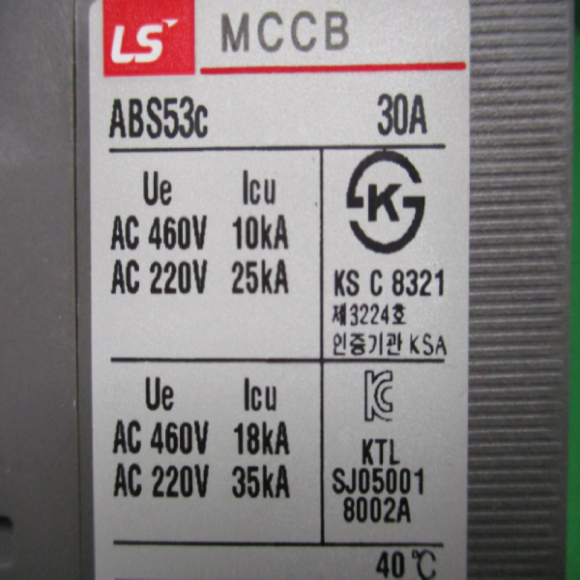 LS MCCB
ABS53c 30A
Ue Icu
AC 460V 10kA
AC 220V 25kA
K
KS C 8321
제3224호
인증기관 KSA
Ue Icu
AC 460V 18kA
AC 220V 35kA
KC
KTL
SJ05001
8002A
40℃